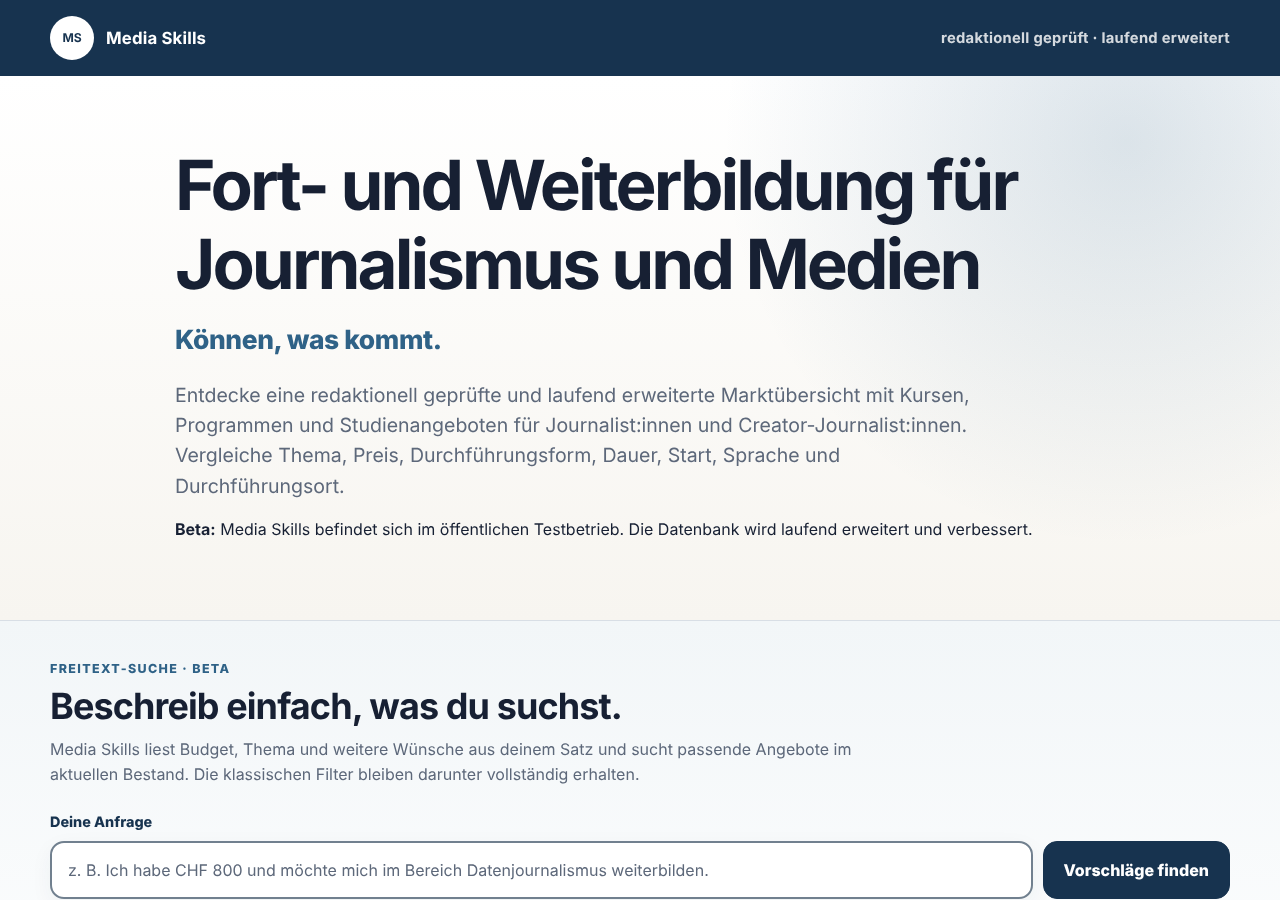 MS
Media Skills
redaktionell geprüft · laufend erweitert
Fort- und Weiterbildung für
Journalismus und Medien
Können, was kommt.
Entdecke eine redaktionell geprüfte und laufend erweiterte Marktübersicht mit Kursen,
Programmen und Studienangeboten für Journalist:innen und Creator-Journalist:innen.
Vergleiche Thema, Preis, Durchführungsform, Dauer, Start, Sprache und
Durchführungsort.
Beta: Media Skills befindet sich im öffentlichen Testbetrieb. Die Datenbank wird laufend erweitert und verbessert.
FREITEXT-SUCHE · BETA
Beschreib einfach, was du suchst.
Media Skills liest Budget, Thema und weitere Wünsche aus deinem Satz und sucht passende Angebote im
aktuellen Bestand. Die klassischen Filter bleiben darunter vollständig erhalten.
Deine Anfrage
z. B. Ich habe CHF 800 und möchte mich im Bereich Datenjournalismus weiterbilden.
Vorschläge finden